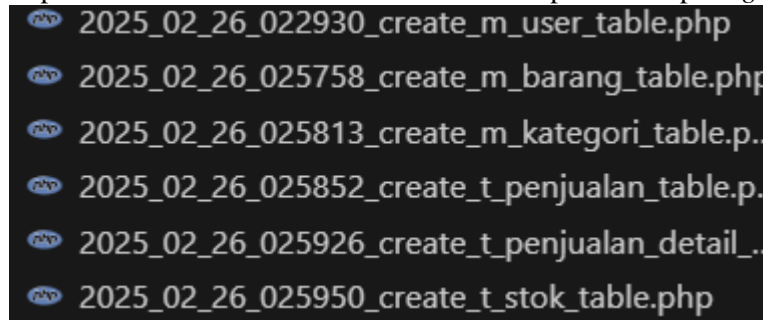 2025_02_26_022930_create_m_user_table.php
2025_02_26_025758_create_m_barang_table.php
2025_02_26_025813_create_m_kategori_table.p..
2025_02_26_025852_create_t_penjualan_table.p.
2025_02_26_025926_create_t_penjualan_detail_..
2025_02_26_025950_create_t_stok_table.php